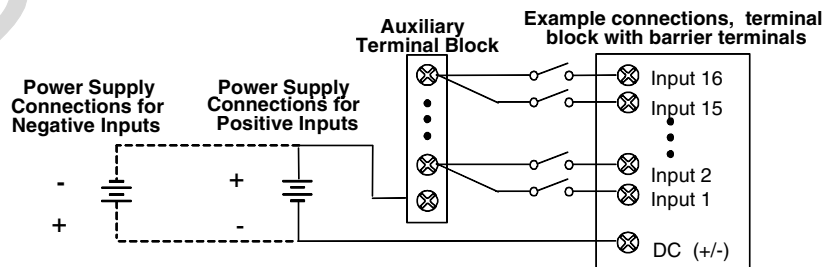 Auxiliary
Terminal Block
Example connections, terminal
block with barrier terminals
Power Supply
Connections for
Negative Inputs
Power Supply
Connections for
Positive Inputs
Input 16
Input 15
Input 2
Input 1
DC (+/-)
-
+
+
-